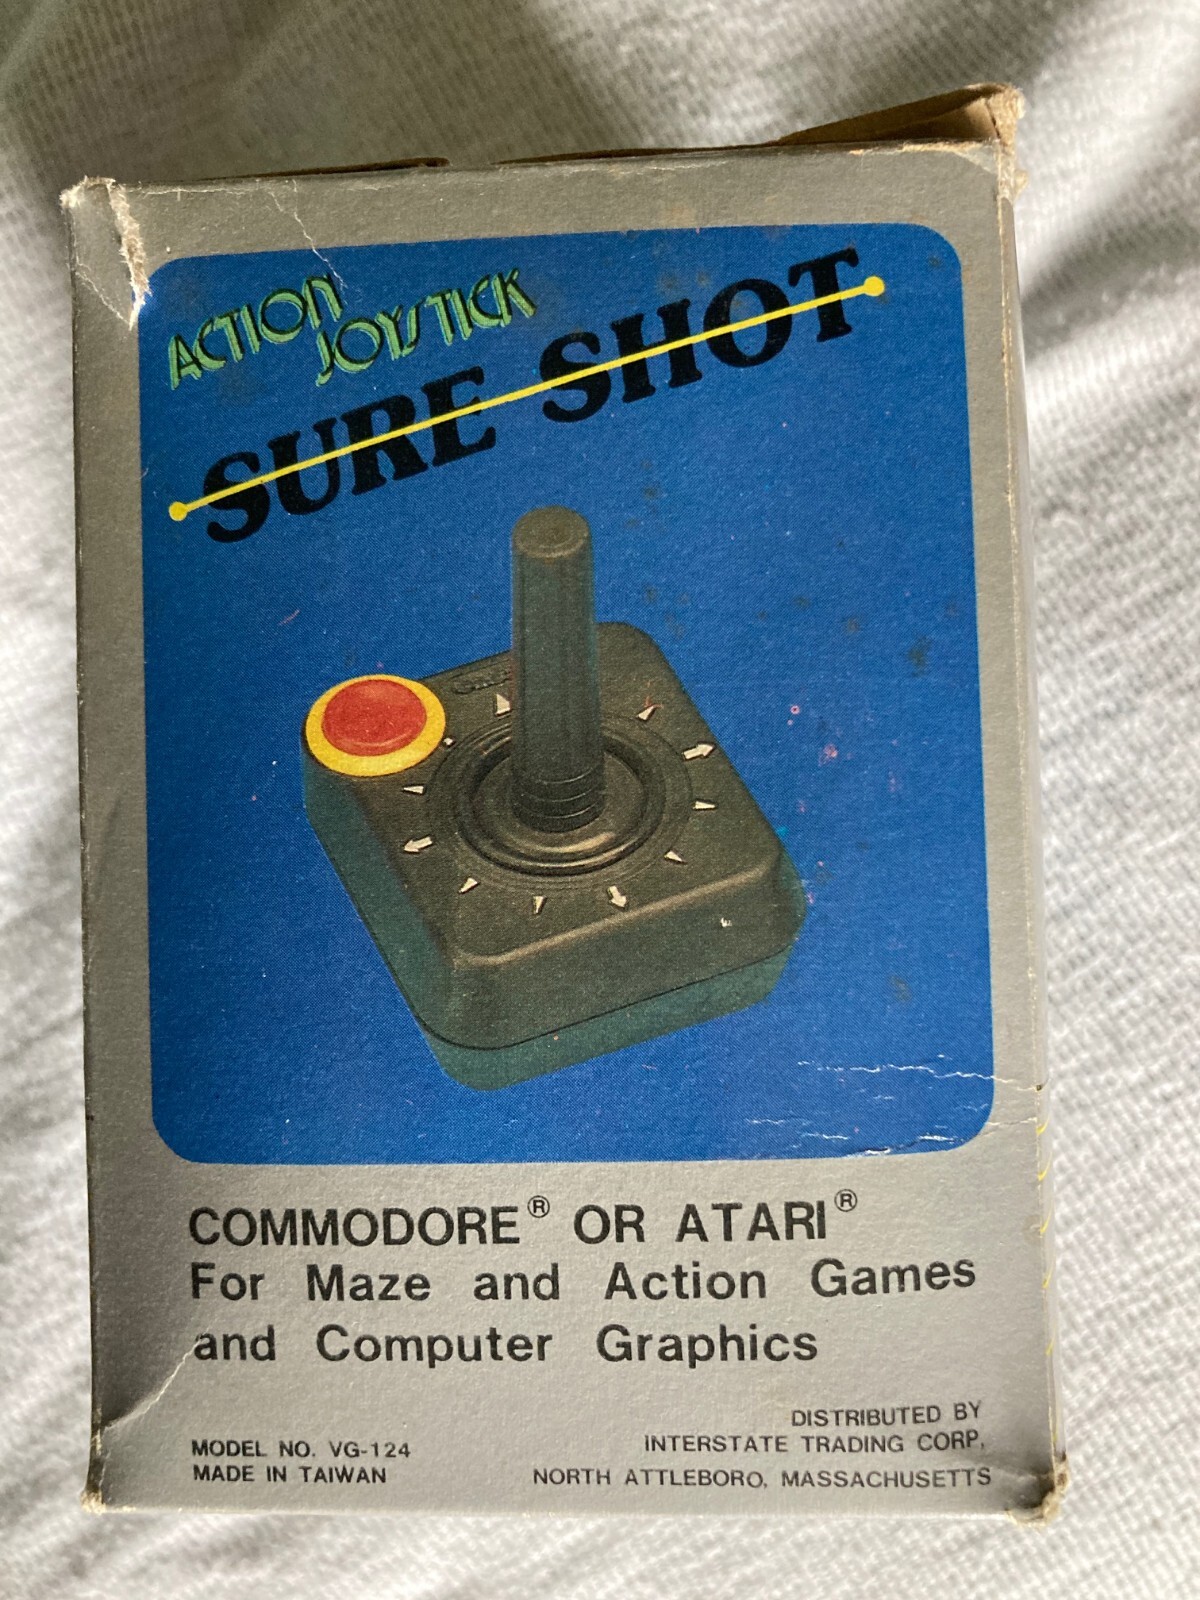 ACTION
JOYSTICK
SURE SHOT
COMMODORE® OR ATARI®
For Maze and Action Games
and Computer Graphics
MODEL NO. VG-124
MADE IN TAIWAN
DISTRIBUTED BY
INTERSTATE TRADING CORP,
NORTH ATTLEBORO, MASSACHUSETTS